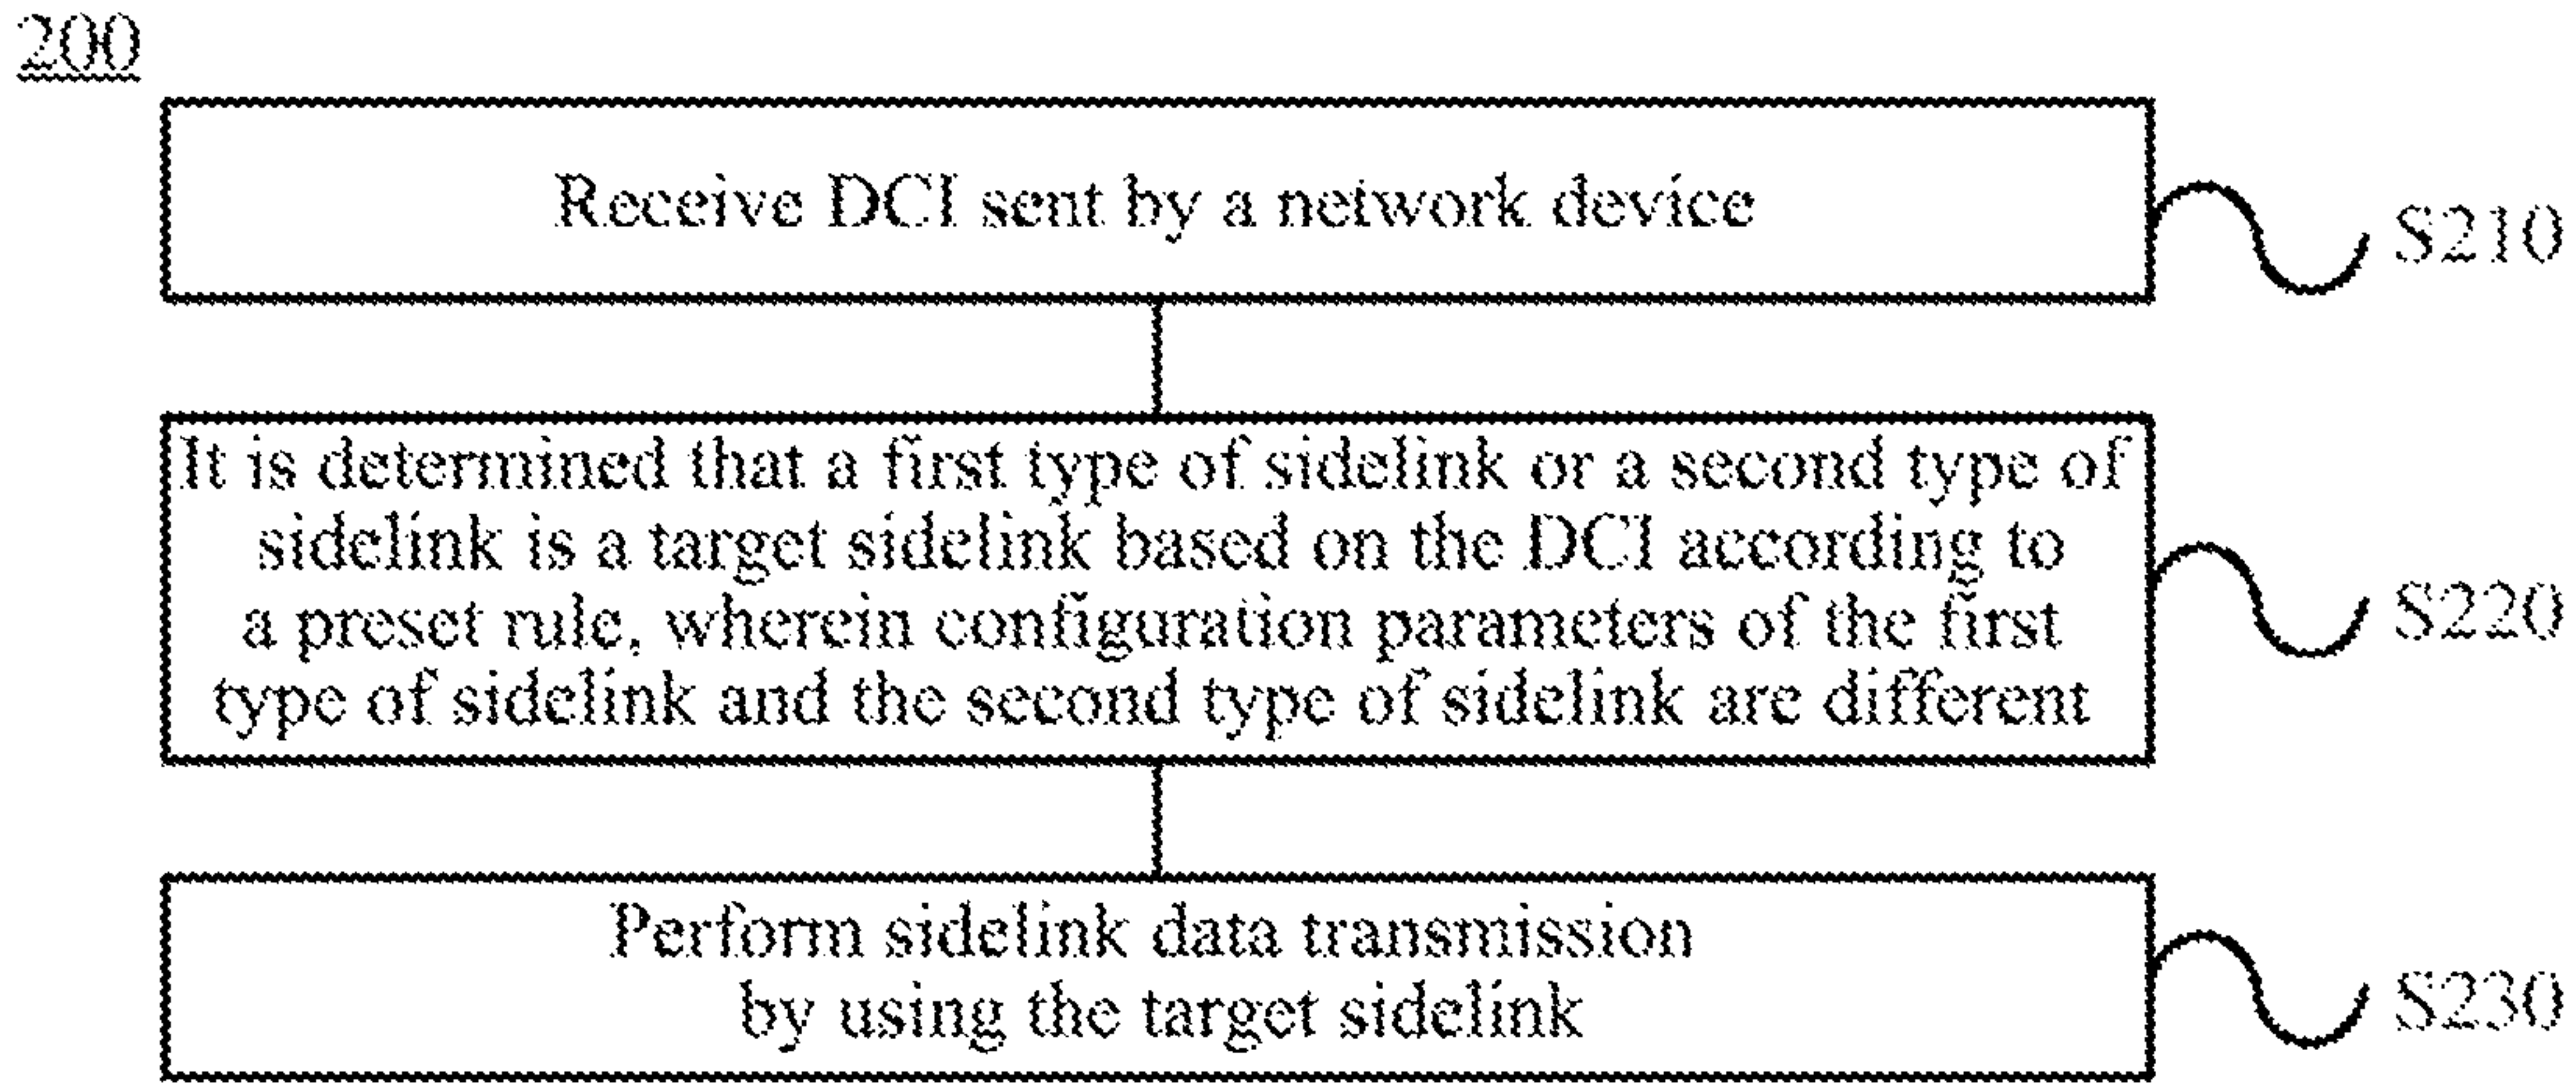 200
Receive DCI sent by a network device
S210
It is determined that a first type of sidelink or a second type of
sidelink is a target sidelink based on the DCI according to
a preset rule, wherein configuration parameters of the first
type of sidelink and the second type of sidelink are different
S220
Perform sidelink data transmission
by using the target sidelink
S230